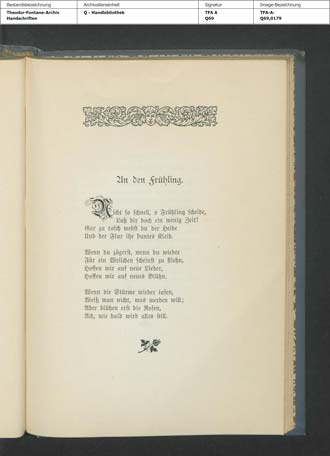 Bestandsbezeichnung
Archivalieneinheit
Signatur
Image-Bezeichnung
Theodor-Fontane-Archiv
Handschriften
Q - Handbibliothek
TFA A
Q69
TFA-A-
Q69,0179
An den Frühling.
Nicht so schnell, o Frühling scheide,
Laß dir doch ein wenig Zeit!
Gar zu rasch webst du der Heide
Und der Flur ihr buntes Kleid.
Wenn du zögerst, wenn du wieder
Für ein Weilchen scheinst zu fliehn,
Hoffen wir auf neue Lieder,
Hoffen wir auf neues Blühn.
Wenn die Stürme wieder tosen,
Weiß man nicht, was werden will;
Aber blühen erst die Rosen,
Ach, wie bald wird alles still.